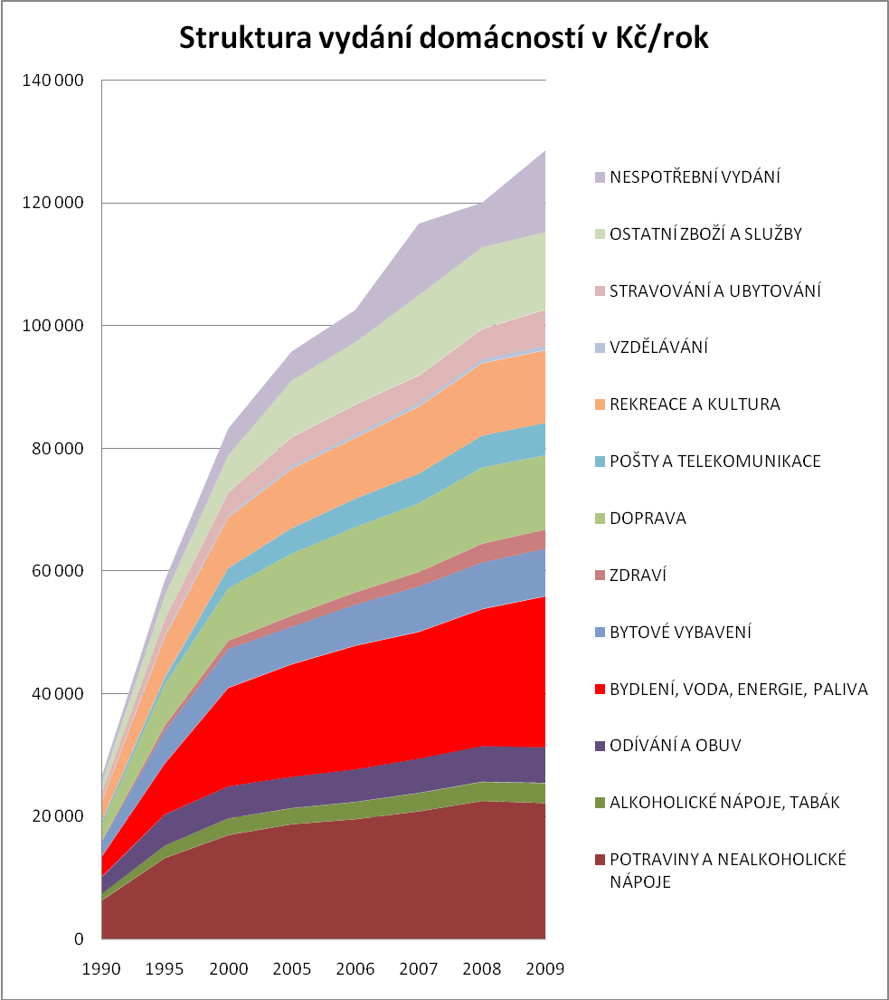 Struktura vydání domácností v Kč/rok
140 000
120 000
100 000
80 000
60 000
40 000
20 000
0
1990 1995 2000 2005 2006 2007 2008 2009
NESPOTŘEBNÍ VYDÁNÍ
OSTATNÍ ZBOŽÍ A SLUŽBY
STRAVOVÁNÍ A UBYTOVÁNÍ
VZDĚLÁVÁNÍ
REKREACE A KULTURA
POŠTY A TELEKOMUNIKACE
DOPRAVA
ZDRAVÍ
BYTOVÉ VYBAVENÍ
BYDLENÍ, VODA, ENERGIE, PALIVA
ODÍVÁNÍ A OBUV
ALKOHOLICKÉ NÁPOJE, TABÁK
POTRAVINY A NEALKOHOLICKÉ
NÁPOJE